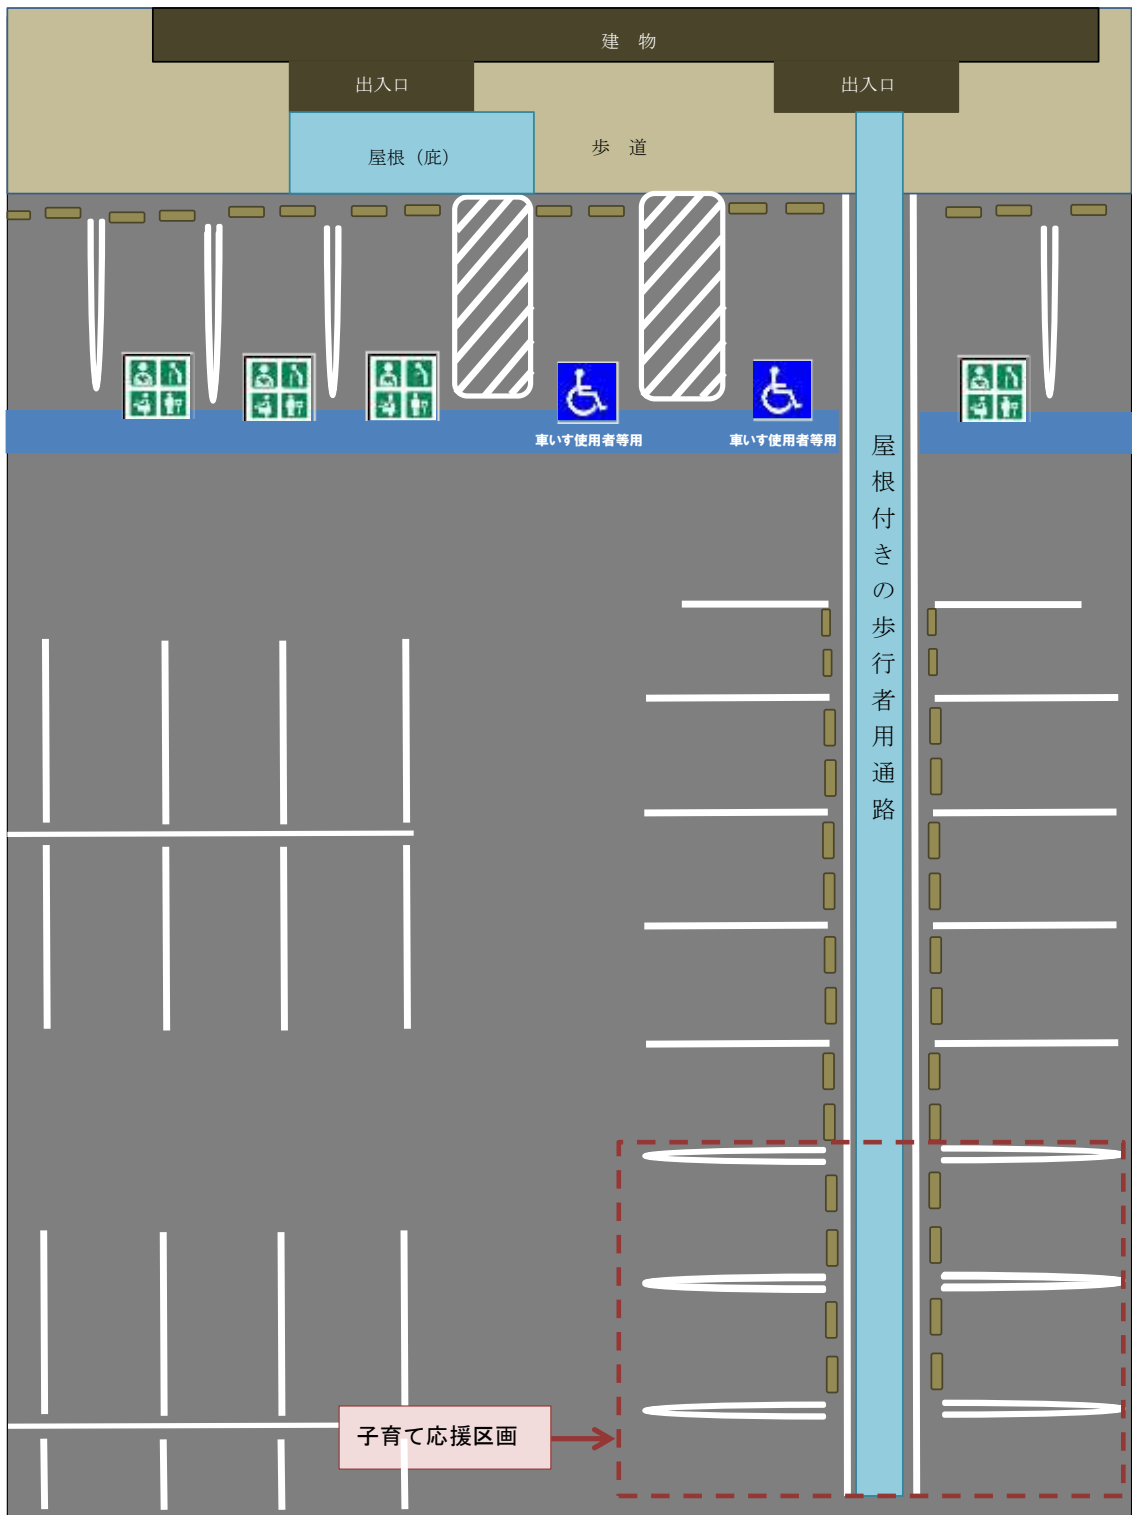 建　物
出入口
出入口
屋根（庇）
歩　道
車いす使用者等用
車いす使用者等用
屋根付きの歩行者用通路
子育て応援区画